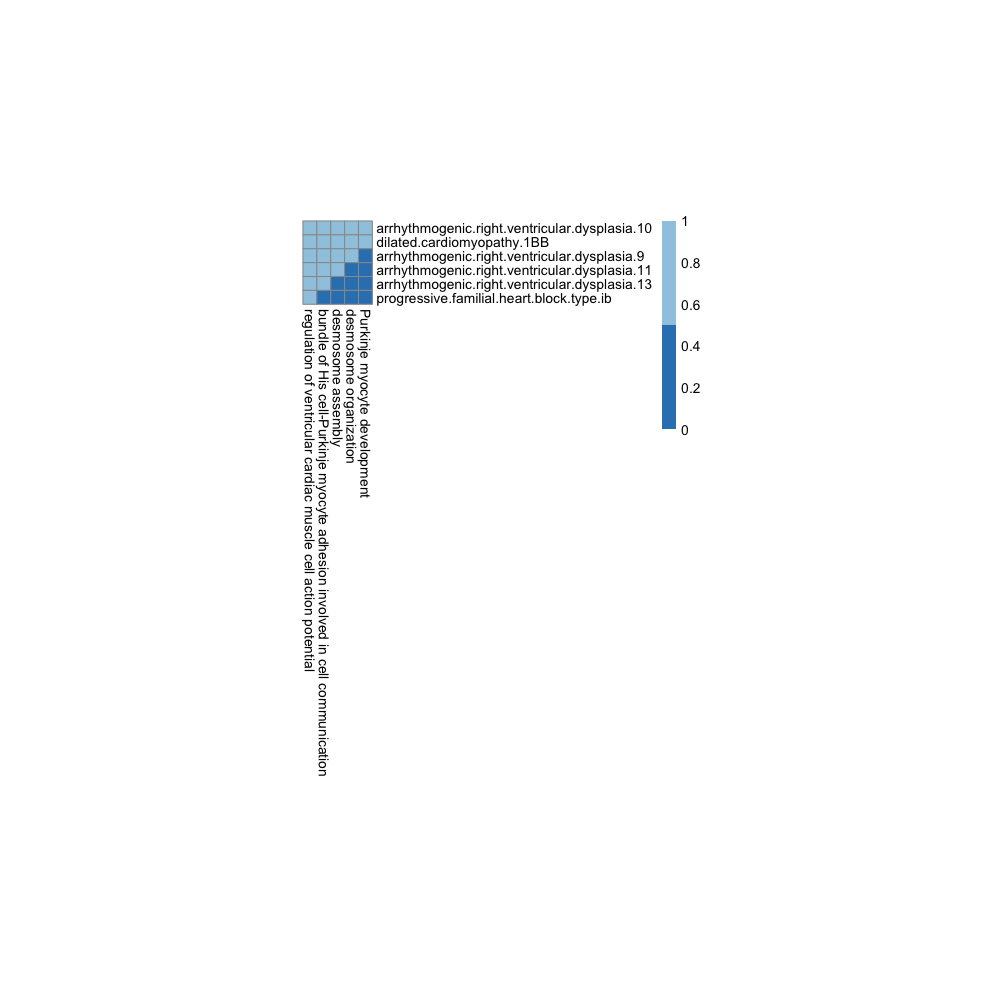 arrhythmogenic.right.ventricular.dysplasia.10
dilated.cardiomyopathy.1BB
arrhythmogenic.right.ventricular.dysplasia.9
arrhythmogenic.right.ventricular.dysplasia.11
arrhythmogenic.right.ventricular.dysplasia.13
progressive.familial.heart.block.type.ib
regulation of ventricular cardiac muscle cell action potential
bundle of His cell-Purkinje myocyte adhesion involved in cell communication
desmosome assembly
desmosome organization
Purkinje myocyte development
1
0.8
0.6
0.4
0.2
0